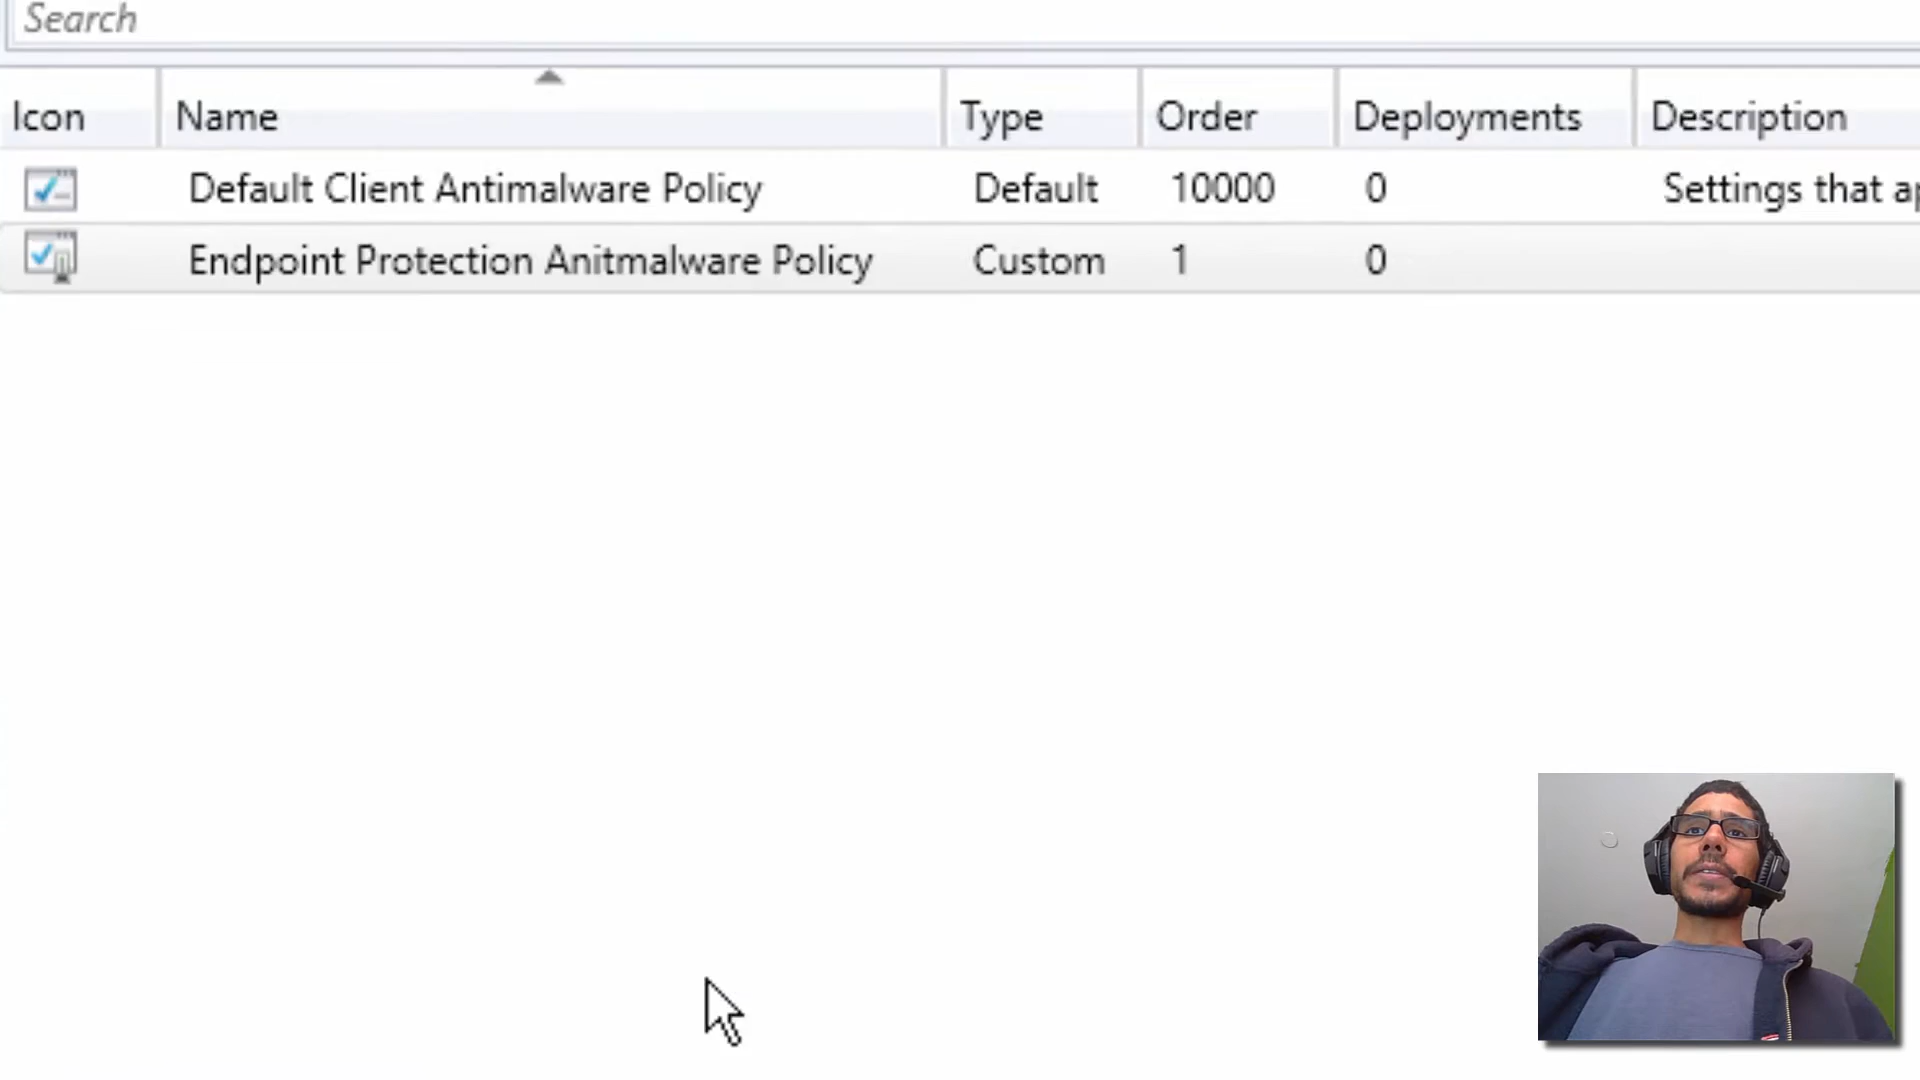 Search
Icon Name Type Order Deployments Description
Default Client Antimalware Policy Default 10000 0 Settings that
Endpoint Protection Anitmalware Policy Custom 1 0